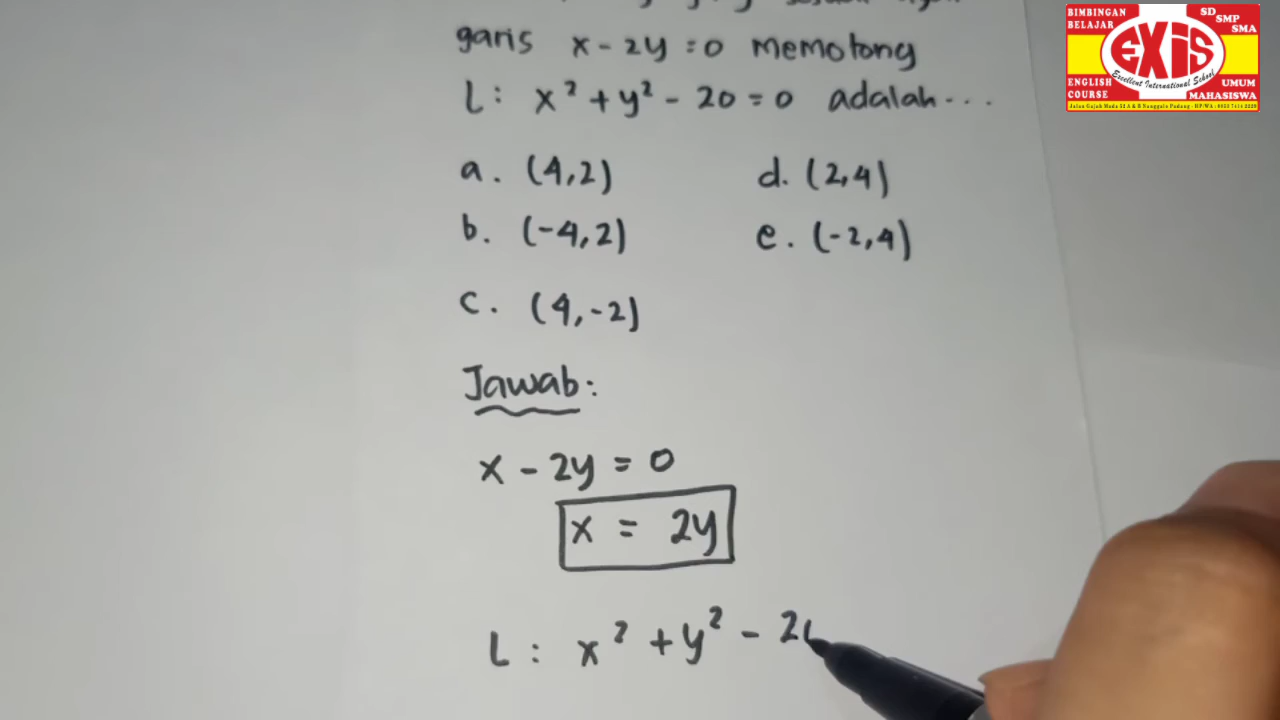 garis x - 2y = 0 memotong
L : x² + y² - 20 = 0 adalah...
a. (4,2)
d. (2,4)
b. (-4,2)
e. (-2,4)
c. (4,-2)
Jawab:
x - 2y = 0
x = 2y
L : x² + y² - 2
BIMBINGAN BELAJAR
SD SMP SMA
EXIS
Excellent International School
ENGLISH COURSE
UMUM MAHASISWA